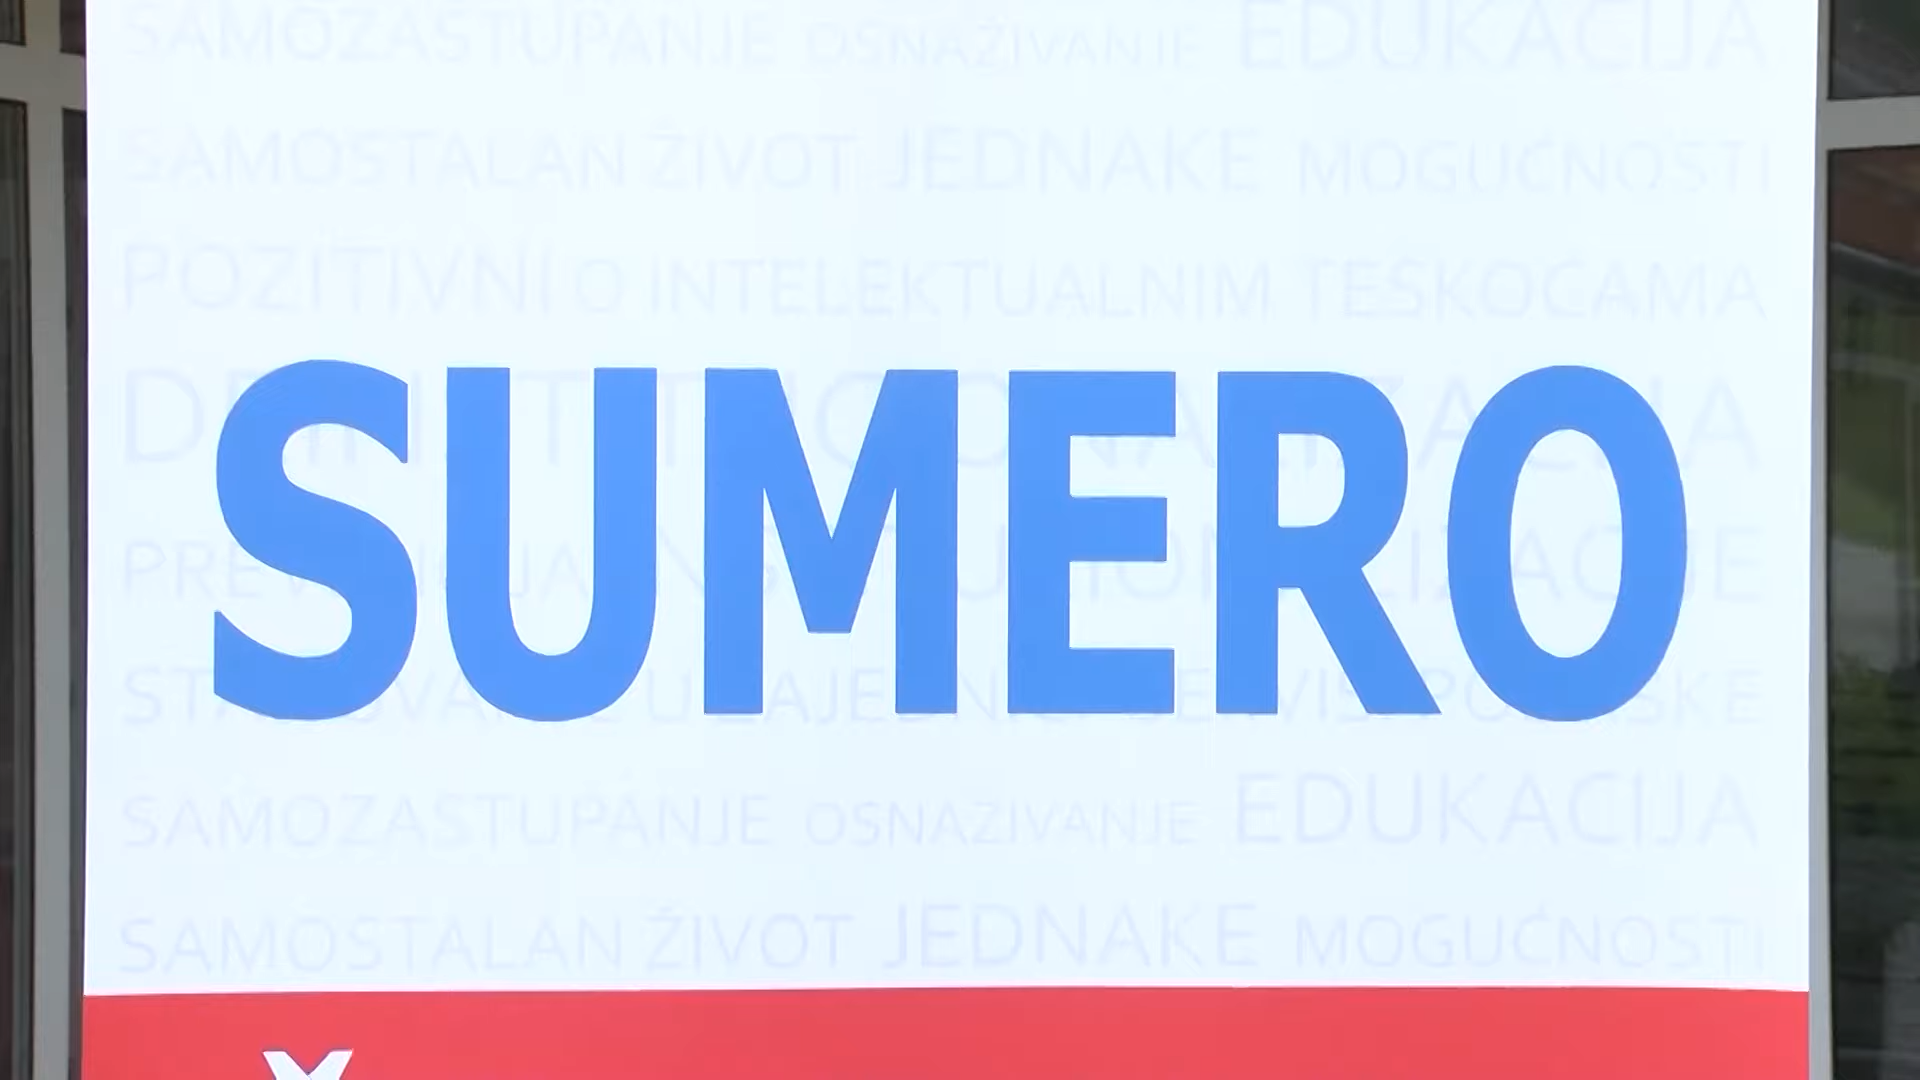 SAMOZASTUPANJE OSNAŽIVANJE EDUKACIJA
SAMOSTALAN ŽIVOT JEDNAKE MOGUĆNOSTI
POZITIVNI O INTELEKTUALNIM TEŠKOĆAMA
SUMERO
SAMOZASTUPANJE OSNAŽIVANJE EDUKACIJA
SAMOSTALAN ŽIVOT JEDNAKE MOGUĆNOSTI